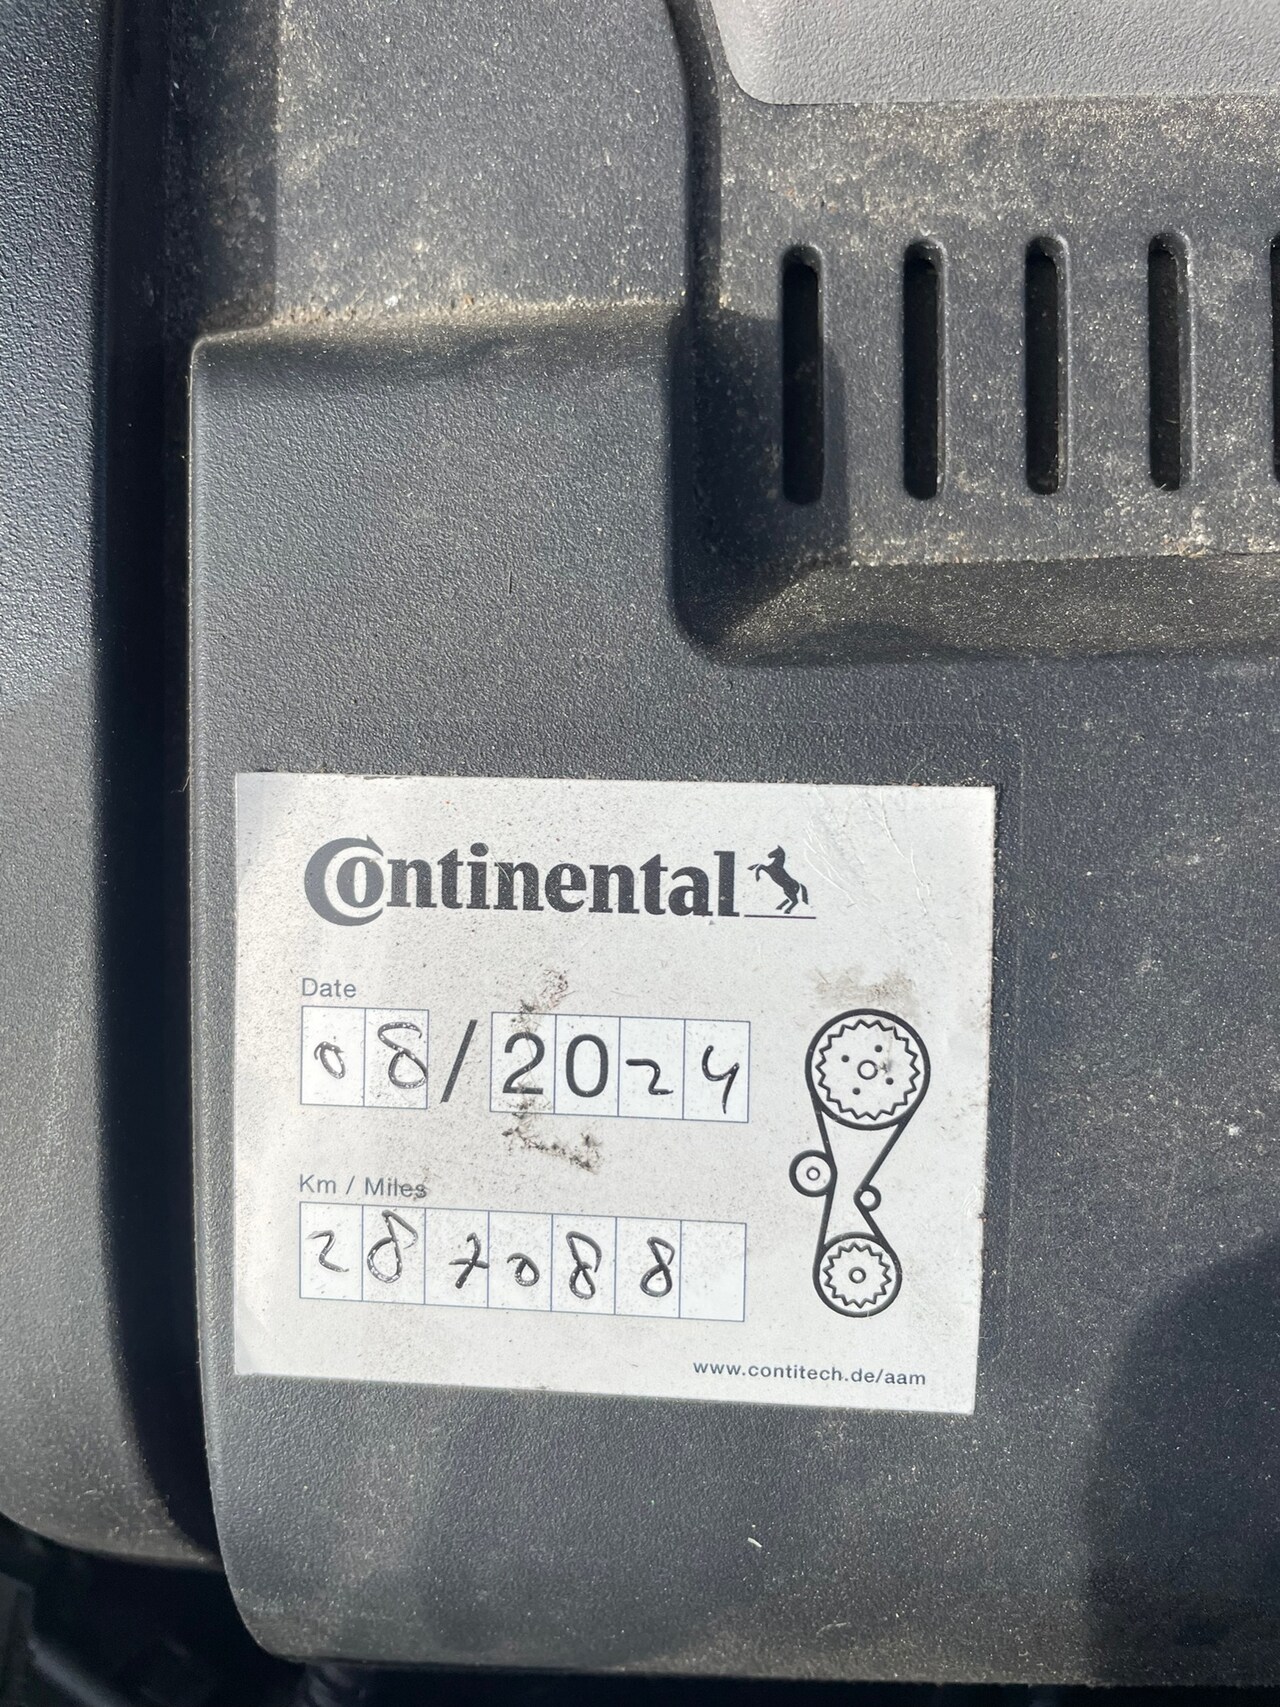 Continental
Date
08/2024
Km / Miles
287088
www.contitech.de/aam